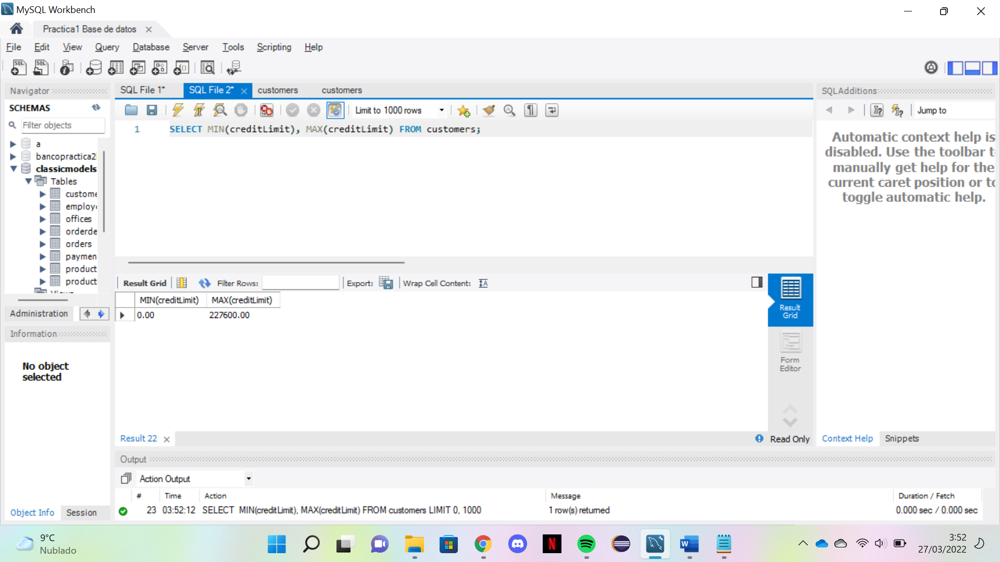 MySQL Workbench
Practica1 Base de datos
File Edit View Query Database Server Tools Scripting Help
Navigator
SCHEMAS
Filter objects
a
bancopractica2
classicmodels
Tables
custome
employe
offices
orderde
orders
paymen
product
product
Views
Administration
Information
No object
selected
Object Info Session
SQL File 1* SQL File 2* customers customers
Limit to 1000 rows
1 SELECT MIN(creditLimit), MAX(creditLimit) FROM customers;
Result Grid Filter Rows: Export: Wrap Cell Content:
MIN(creditLimit) MAX(creditLimit)
0.00 227600.00
Result
Grid
Form
Editor
Result 22
Read Only
SQLAdditions
Jump to
Automatic context help is
disabled. Use the toolbar t
manually get help for the
current caret position or to
toggle automatic help.
Context Help Snippets
Output
Action Output
# Time Action Message Duration / Fetch
23 03:52:12 SELECT MIN(creditLimit), MAX(creditLimit) FROM customers LIMIT 0, 1000 1 row(s) returned 0.000 sec / 0.000 sec
9°C
Nublado
3:52
27/03/2022